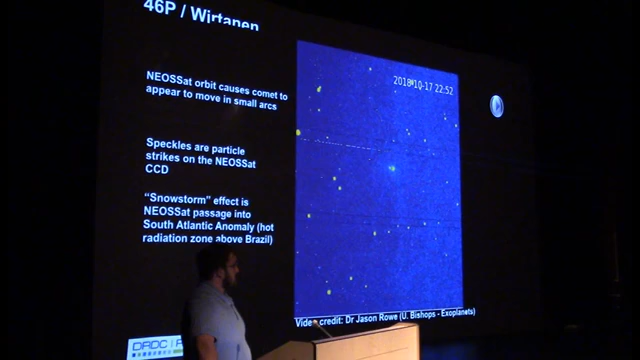 46P / Wirtanen
2018-10-17 22:52
NEOSSat orbit causes comet to
appear to move in small arcs
Speckles are particle
strikes on the NEOSSat
CCD
“Snowstorm” effect is
NEOSSat passage into
South Atlantic Anomaly (hot
radiation zone above Brazil)
Video credit: Dr Jason Rowe (U. Bishops - Exoplanets)
DRDC